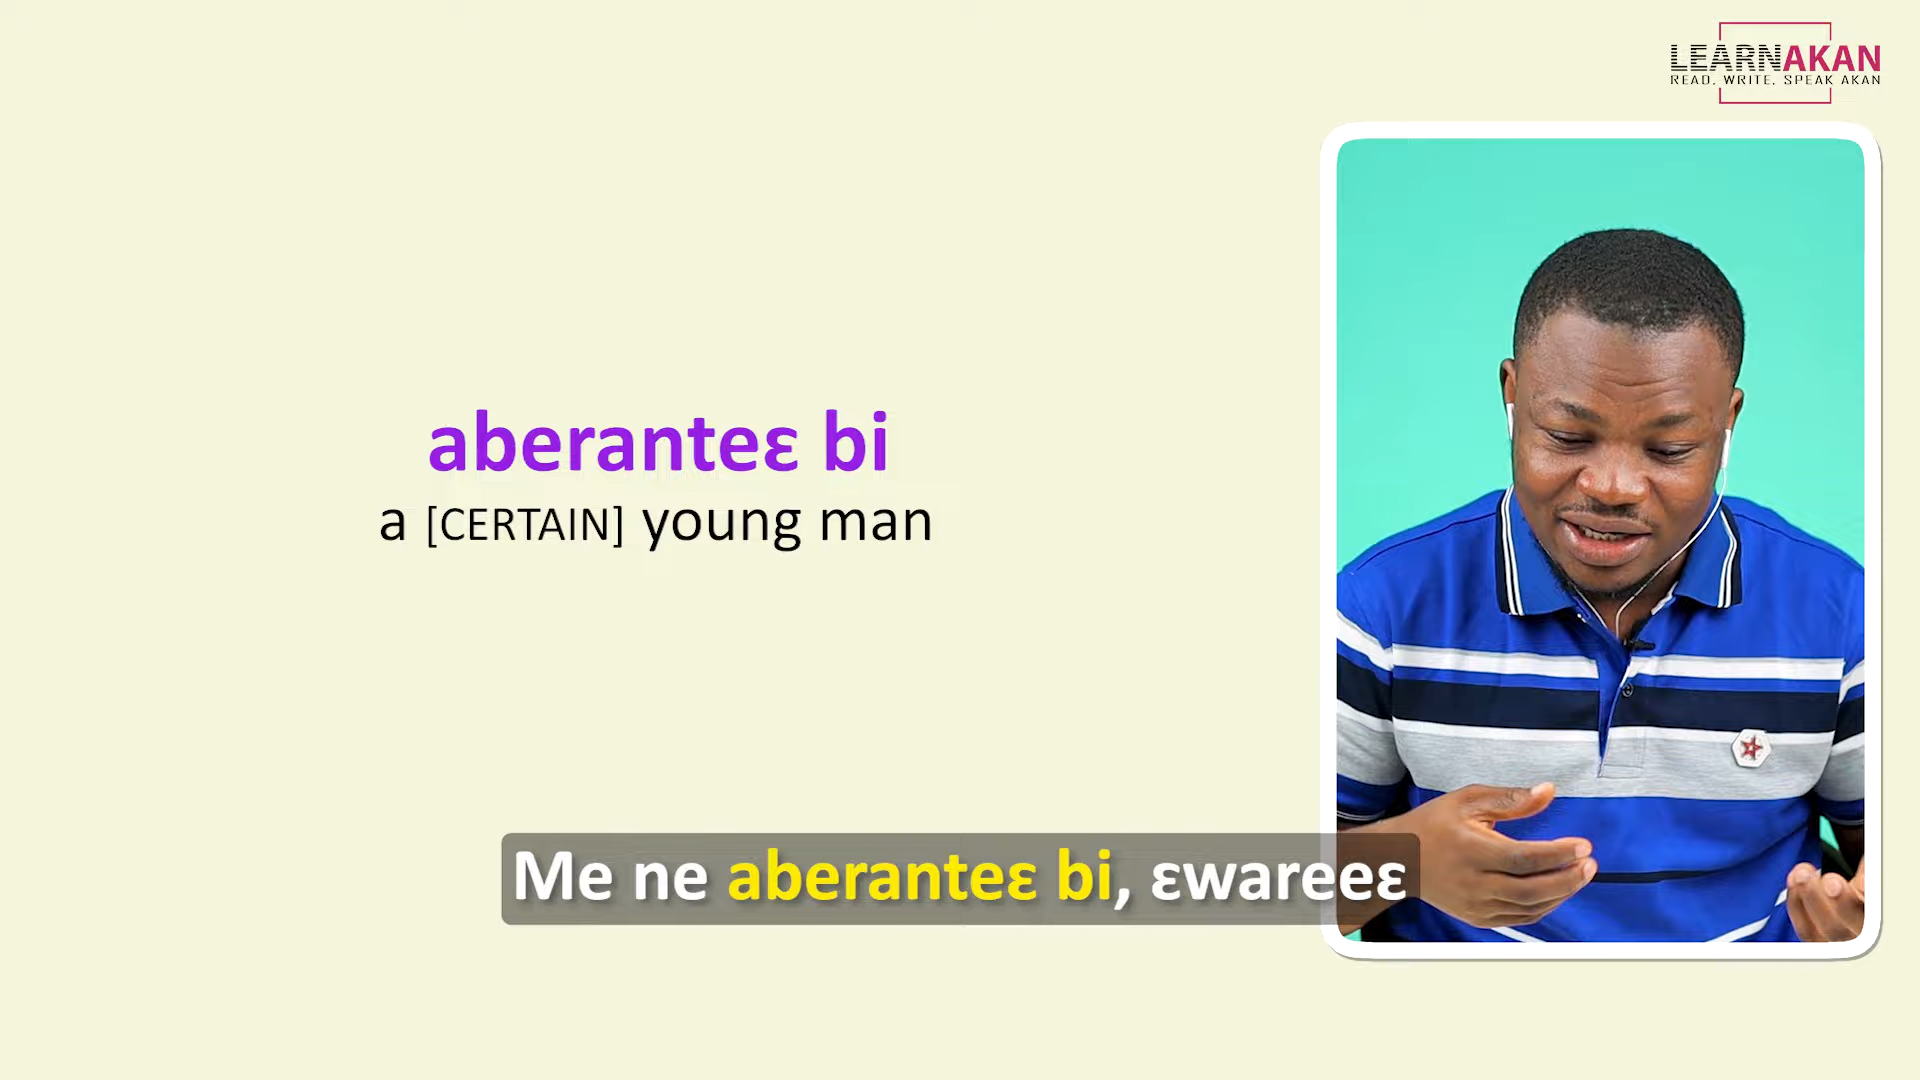 LEARNAKAN
READ. WRITE. SPEAK AKAN
aberanteɛ bi
a [CERTAIN] young man
Me ne aberanteɛ bi, ɛwareeɛ